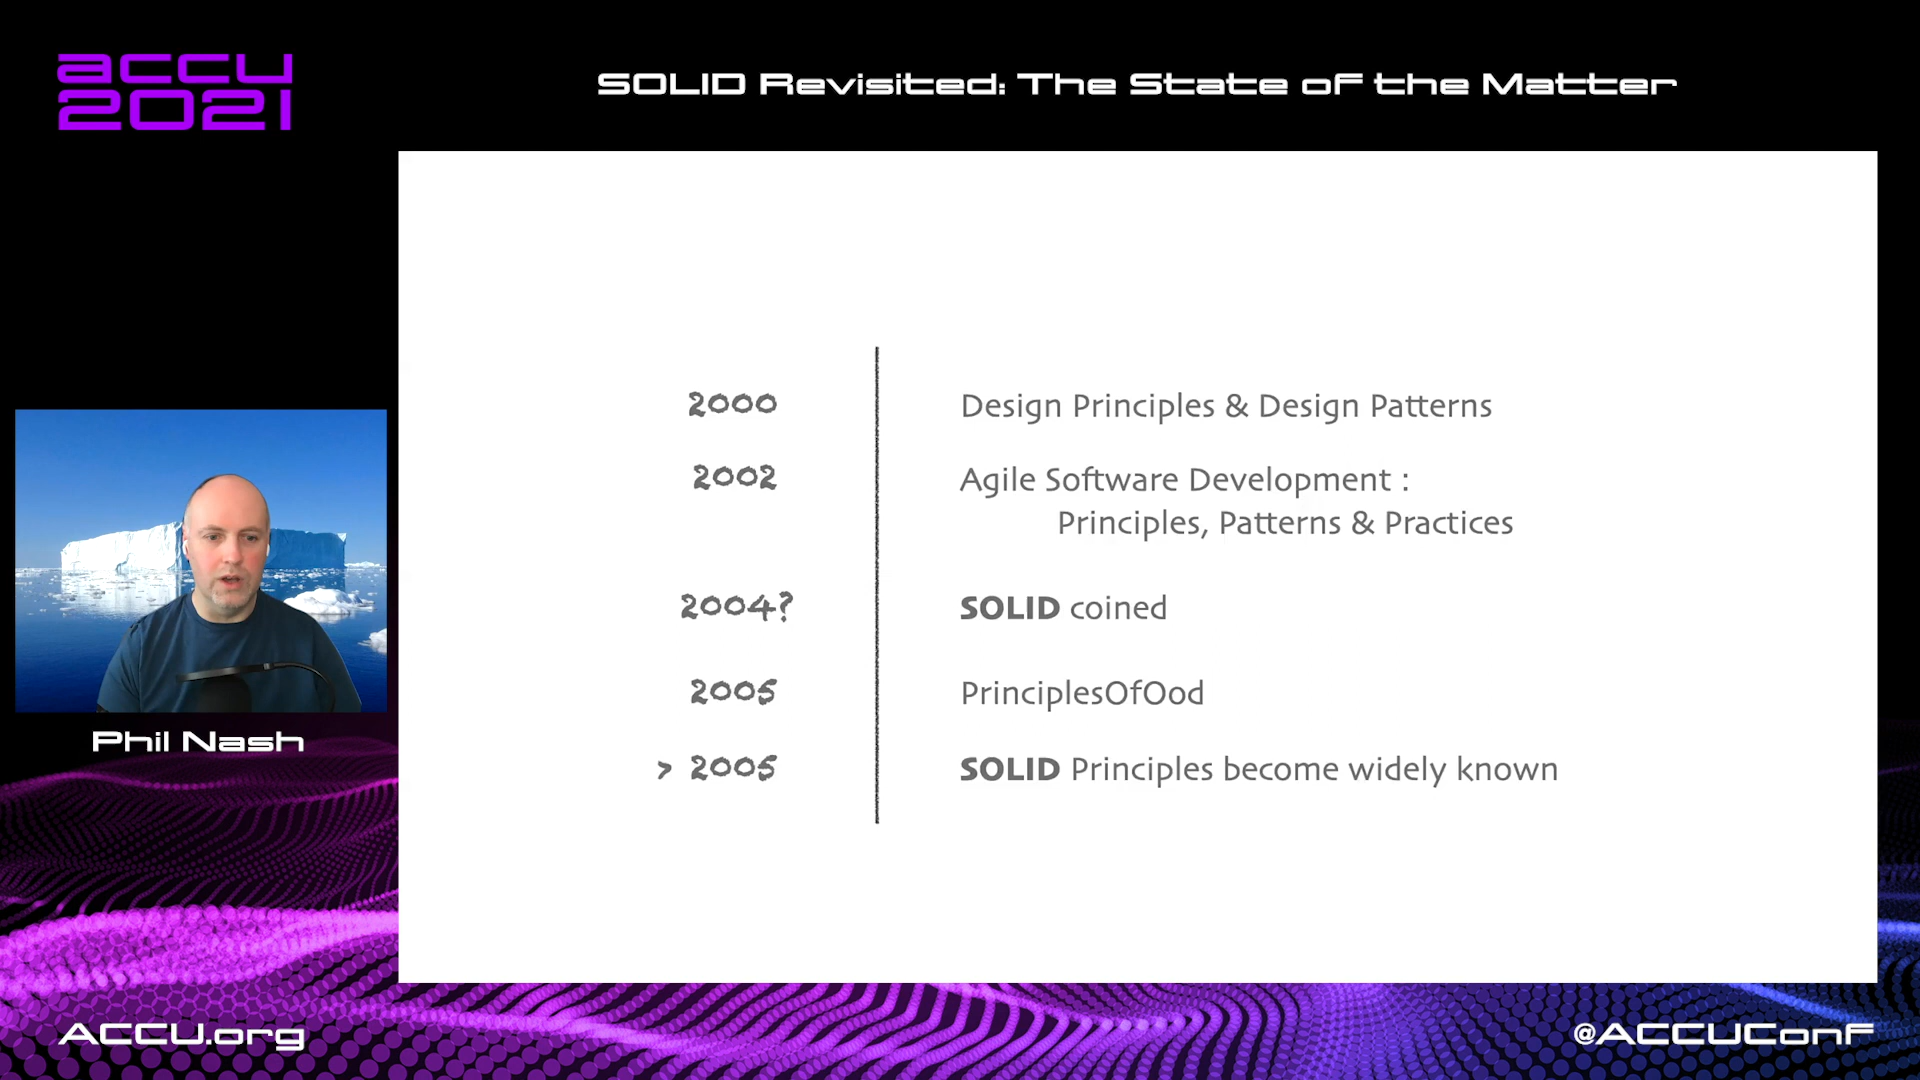 accu
2021
SOLID Revisited: The State of the Matter
2000 Design Principles & Design Patterns
2002 Agile Software Development :
Principles, Patterns & Practices
2004? SOLID coined
2005 PrinciplesOfOod
> 2005 SOLID Principles become widely known
Phil Nash
ACCU.org
@ACCUConf